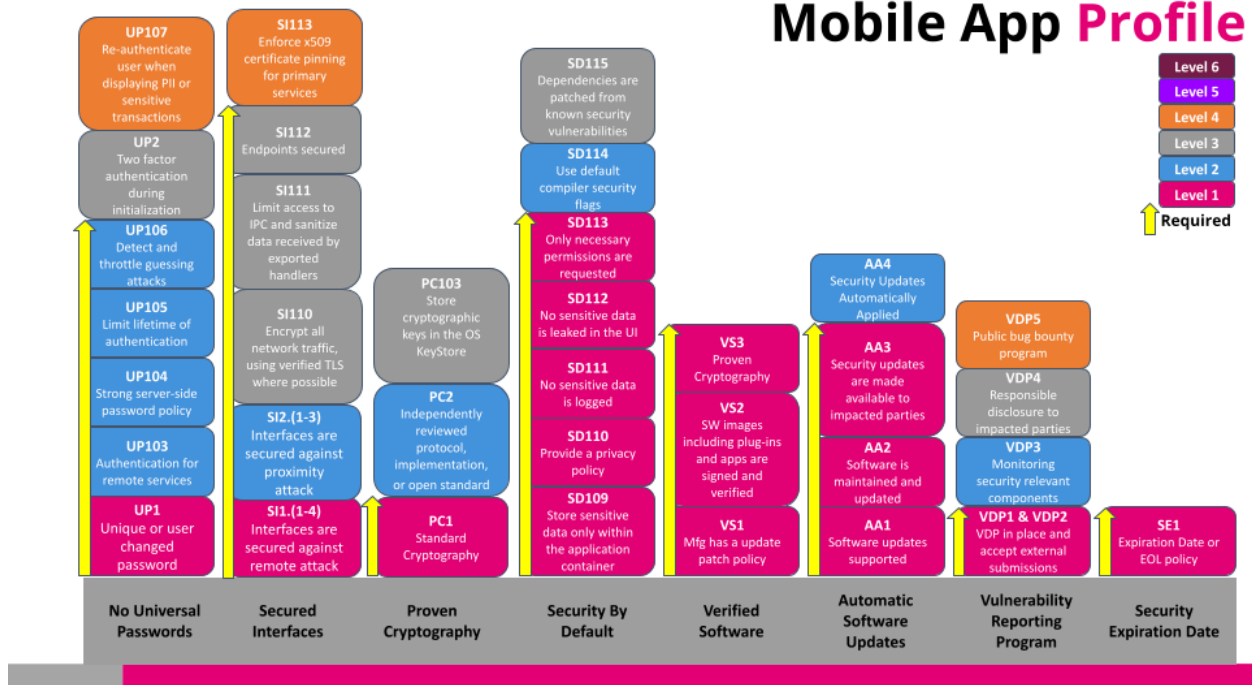 Mobile App Profile
Level 6
Level 5
Level 4
Level 3
Level 2
Level 1
Required
UP107
Re-authenticate
user when
displaying PII or
sensitive
transactions
UP2
Two factor
authentication
during
initialization
UP106
Detect and
throttle guessing
attacks
UP105
Limit lifetime of
authentication
UP104
Strong server-side
password policy
UP103
Authentication for
remote services
UP1
Unique or user
changed
password
No Universal
Passwords
SI113
Enforce x509
certificate pinning
for primary
services
SI112
Endpoints secured
SI111
Limit access to
IPC and sanitize
data received by
exported
handlers
SI110
Encrypt all
network traffic,
using verified TLS
where possible
SI2.(1-3)
Interfaces are
secured against
proximity
attack
SI1.(1-4)
Interfaces are
secured against
remote attack
Secured
Interfaces
PC103
Store
cryptographic
keys in the OS
KeyStore
PC2
Independently
reviewed
protocol,
implementation,
or open standard
PC1
Standard
Cryptography
Proven
Cryptography
SD115
Dependencies are
patched from
known security
vulnerabilities
SD114
Use default
compiler security
flags
SD113
Only necessary
permissions are
requested
SD112
No sensitive data
is leaked in the UI
SD111
No sensitive data
is logged
SD110
Provide a privacy
policy
SD109
Store sensitive
data only within
the application
container
Security By
Default
VS3
Proven
Cryptography
VS2
SW images
including plug-ins
and apps are
signed and
verified
VS1
Mfg has a update
patch policy
Verified
Software
AA4
Security Updates
Automatically
Applied
AA3
Security updates
are made
available to
impacted parties
AA2
Software is
maintained and
updated
AA1
Software updates
supported
Automatic
Software
Updates
VDP5
Public bug bounty
program
VDP4
Responsible
disclosure to
impacted parties
VDP3
Monitoring
security relevant
components
VDP1 & VDP2
VDP in place and
accept external
submissions
Vulnerability
Reporting
Program
SE1
Expiration Date or
EOL policy
Security
Expiration Date